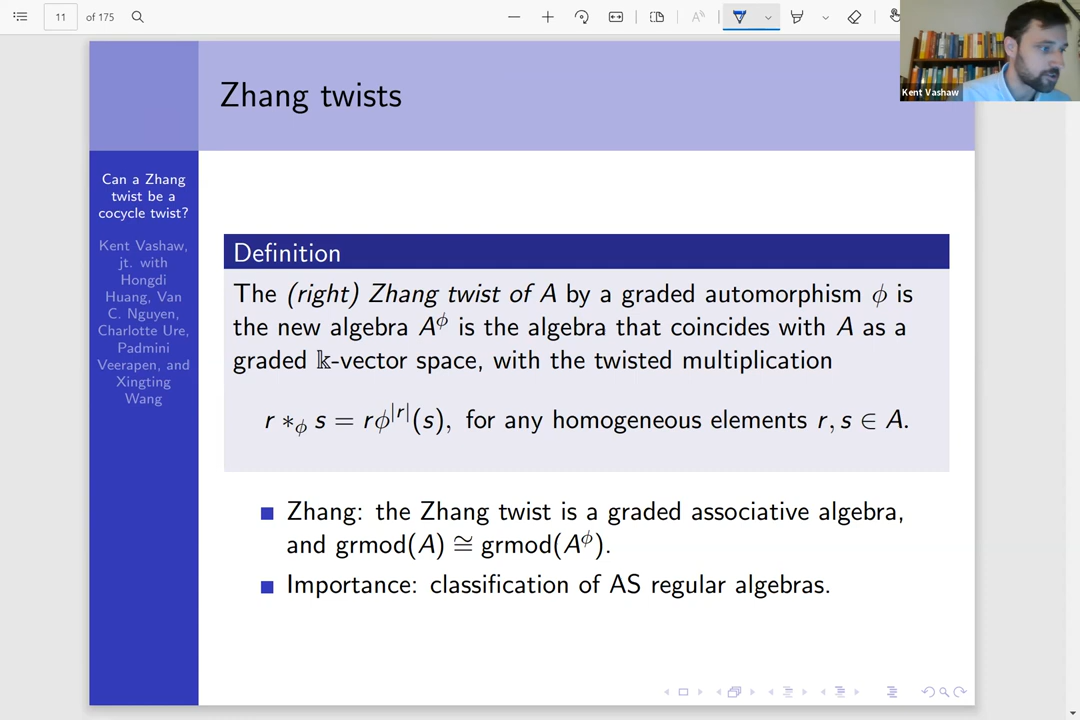 11 of 175
Kent Vashaw
Zhang twists
Can a Zhang
twist be a
cocycle twist?
Kent Vashaw,
jt. with
Hongdi
Huang, Van
C. Nguyen,
Charlotte Ure,
Padmini
Veerapen, and
Xingting
Wang
Definition
The (right) Zhang twist of A by a graded automorphism ϕ is
the new algebra A^ϕ is the algebra that coincides with A as a
graded 𝕜-vector space, with the twisted multiplication
r ∗_ϕ s = rϕ^|r|(s), for any homogeneous elements r, s ∈ A.
Zhang: the Zhang twist is a graded associative algebra,
and grmod(A) ≅ grmod(A^ϕ).
Importance: classification of AS regular algebras.